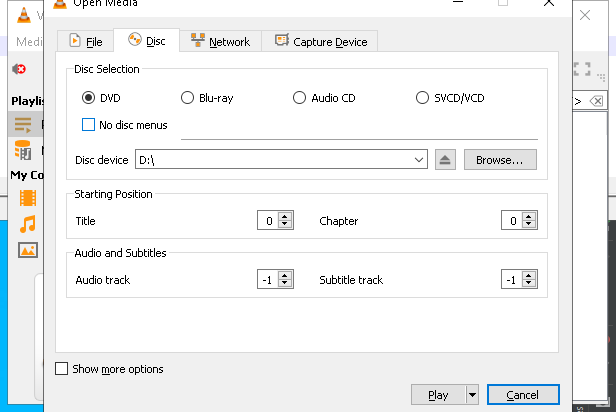 Open Media
V
Medi
File
Disc
Network
Capture Device
Playlis
My Co
Disc Selection
DVD
Blu-ray
Audio CD
SVCD/VCD
>
No disc menus
Disc device
D:\
Browse...
Starting Position
Title
0
Chapter
0
Audio and Subtitles
Audio track
-1
Subtitle track
-1
Show more options
Play
Cancel